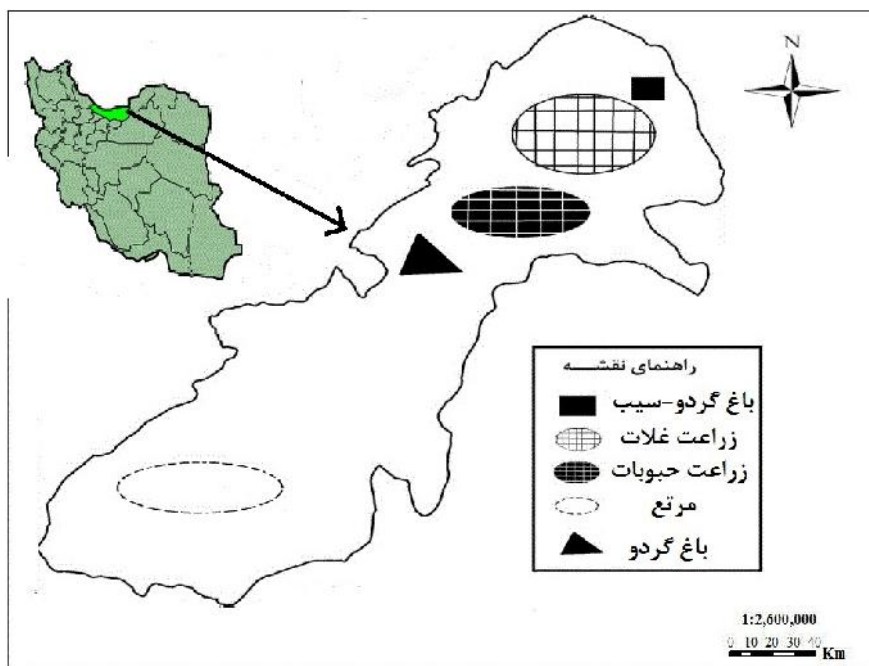 N
راهنمای نقشـــه
باغ گردو-سیب
زراعت غلات
زراعت حبوبات
مرتع
باغ گردو
1:2,600,000
0 10 20 30 40
Km